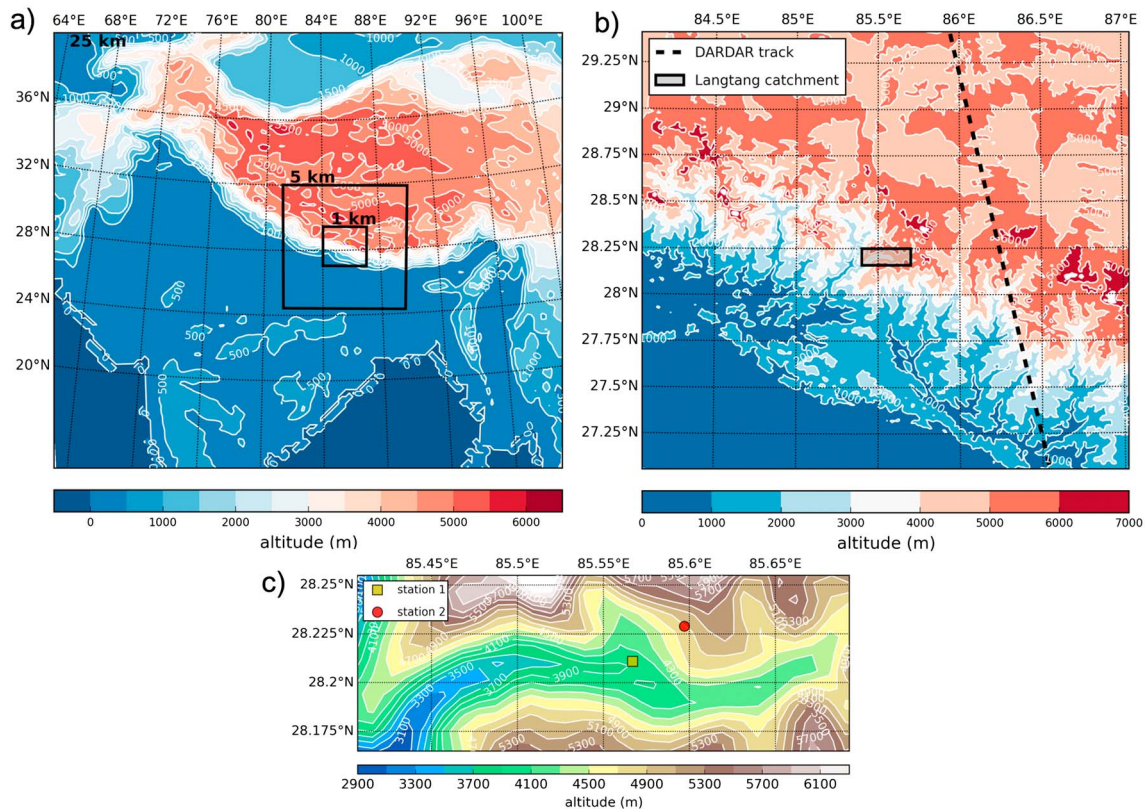 a)
64°E 68°E 72°E 76°E 80°E 84°E 88°E 92°E 96°E 100°E
25 km
36°N
32°N
28°N
24°N
20°N
5 km
1 km
1000
1500
5000
500
0 1000 2000 3000 4000 5000 6000
altitude (m)
b)
84.5°E 85°E 85.5°E 86°E 86.5°E 87°E
DARDAR track
Langtang catchment
29.25°N
29°N
28.75°N
28.5°N
28.25°N
28°N
27.75°N
27.5°N
27.25°N
5000
1000
0 1000 2000 3000 4000 5000 6000 7000
altitude (m)
c)
85.45°E 85.5°E 85.55°E 85.6°E 85.65°E
station 1
station 2
28.25°N
28.225°N
28.2°N
28.175°N
4100
3500
3300
3700
3900
3100
4900
5300
5700
2900 3300 3700 4100 4500 4900 5300 5700 6100
altitude (m)